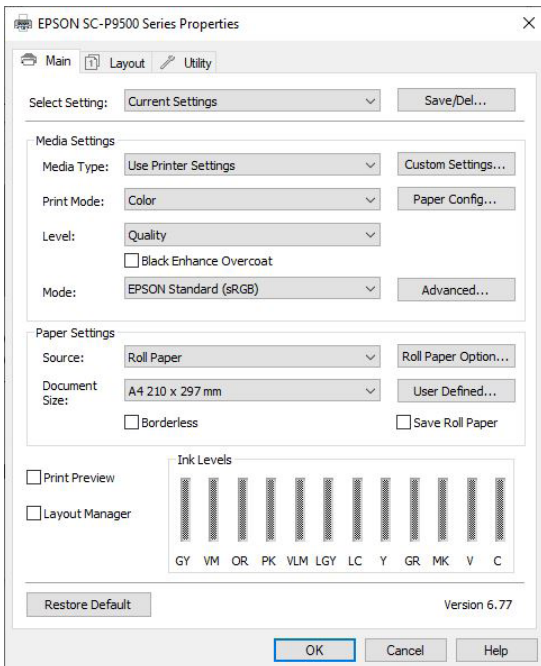 EPSON SC-P9500 Series Properties
Main
1
Layout
Utility
Select Setting:
Current Settings
Save/Del...
Media Settings
Media Type:
Use Printer Settings
Custom Settings...
Print Mode:
Color
Paper Config...
Level:
Quality
Black Enhance Overcoat
Mode:
EPSON Standard (sRGB)
Advanced...
Paper Settings
Source:
Roll Paper
Roll Paper Option...
Document
Size:
A4 210 x 297 mm
User Defined...
Borderless
Save Roll Paper
Print Preview
Layout Manager
Ink Levels
GY VM OR PK VLM LGY LC Y GR MK V C
Restore Default
Version 6.77
OK
Cancel
Help